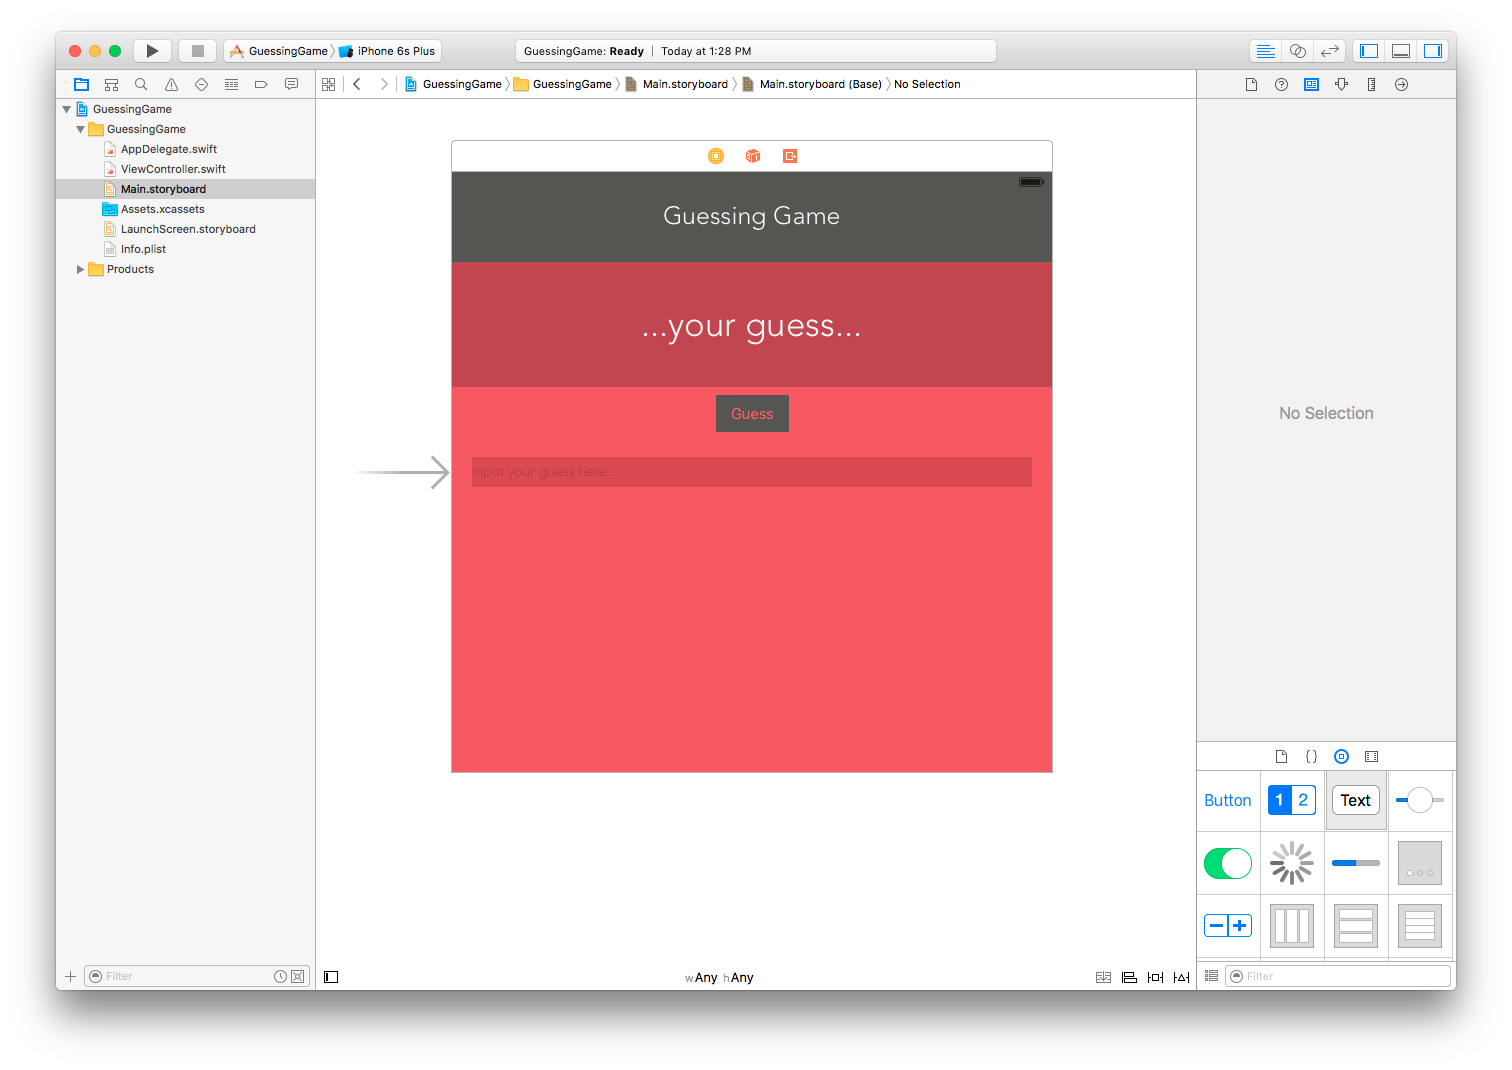 GuessingGame iPhone 6s Plus GuessingGame: Ready | Today at 1:28 PM
GuessingGame GuessingGame Main.storyboard Main.storyboard (Base) No Selection
GuessingGame
GuessingGame
AppDelegate.swift
ViewController.swift
Main.storyboard
Assets.xcassets
LaunchScreen.storyboard
Info.plist
Products
Guessing Game
...your guess...
Guess
input your guess here...
No Selection
Button 1 2 Text
Filter
wAny hAny
Filter